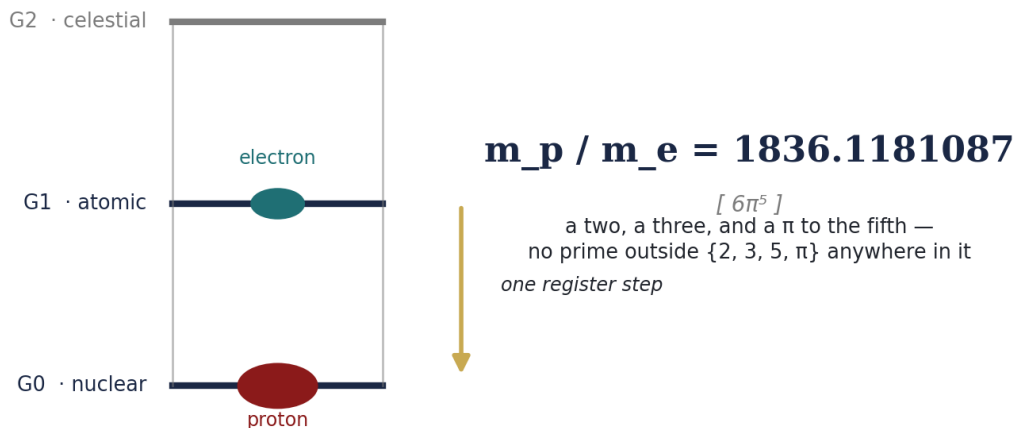 G2 · celestial
electron
m_p / m_e = 1836.1181087
G1 · atomic
[ 6π⁵ ]
a two, a three, and a π to the fifth —
no prime outside {2, 3, 5, π} anywhere in it
one register step
G0 · nuclear
proton